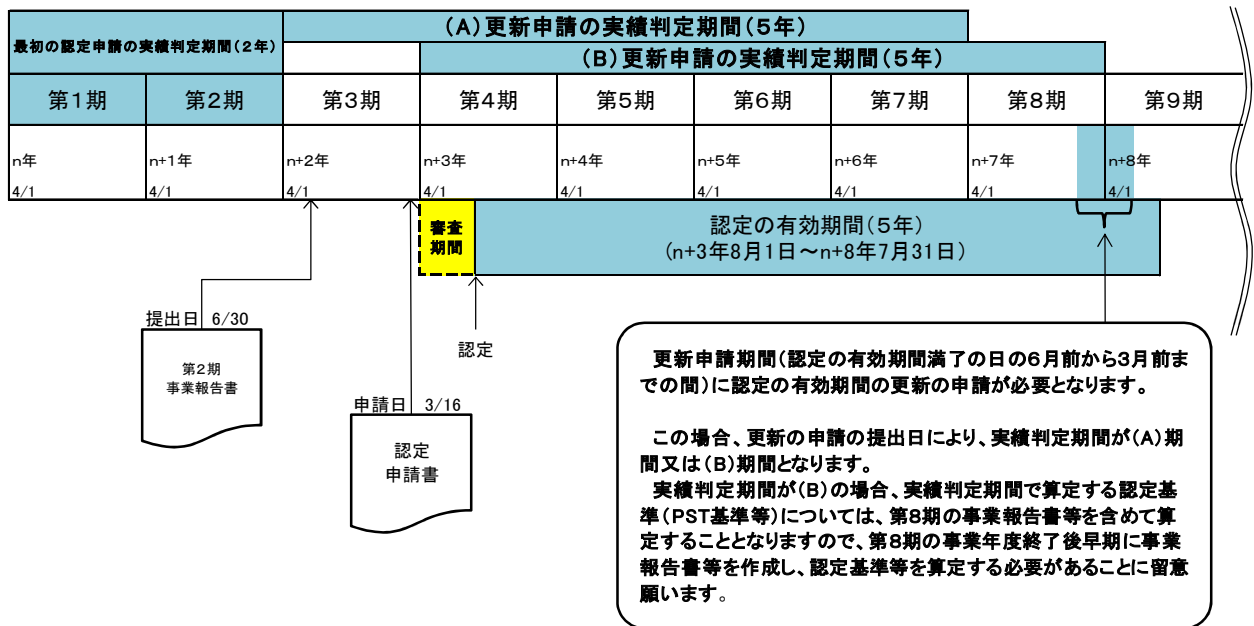 (A)更新申請の実績判定期間(5年)
最初の認定申請の実績判定期間(2年)
(B)更新申請の実績判定期間(5年)
第1期 第2期 第3期 第4期 第5期 第6期 第7期 第8期 第9期
n年 n+1年 n+2年 n+3年 n+4年 n+5年 n+6年 n+7年 n+8年
4/1 4/1 4/1 4/1 4/1 4/1 4/1 4/1 4/1
審査
期間
認定の有効期間(5年)
(n+3年8月1日~n+8年7月31日)
提出日 6/30
第2期
事業報告書
認定
申請日 3/16
認定
申請書
更新申請期間(認定の有効期間満了の日の6月前から3月前ま
での間)に認定の有効期間の更新の申請が必要となります。
この場合、更新の申請の提出日により、実績判定期間が(A)期
間又は(B)期間となります。
実績判定期間が(B)の場合、実績判定期間で算定する認定基
準(PST基準等)については、第8期の事業報告書等を含めて算
定することとなりますので、第8期の事業年度終了後早期に事業
報告書等を作成し、認定基準等を算定する必要があることに留意
願います。